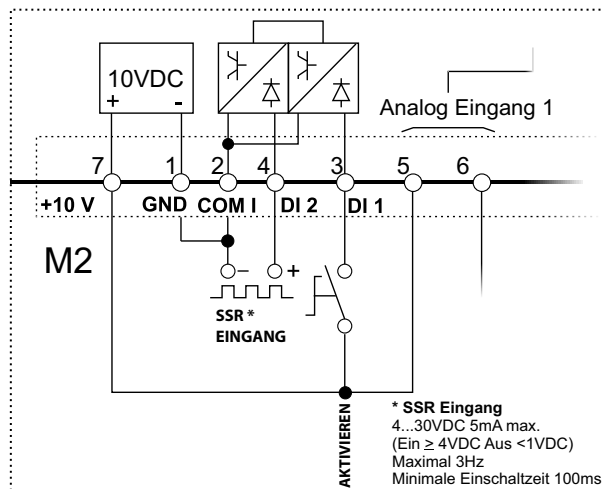 10VDC
+ -
Analog Eingang 1
7 1 2 4 3 5 6
+10 V GND COM I DI 2 DI 1
M2
- +
SSR *
EINGANG
AKTIVIEREN
* SSR Eingang
4...30VDC 5mA max.
(Ein ≥ 4VDC Aus <1VDC)
Maximal 3Hz
Minimale Einschaltzeit 100ms